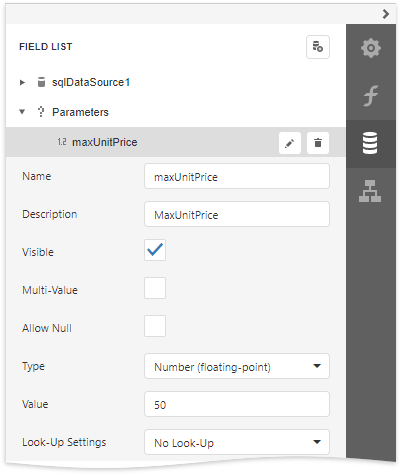 FIELD LIST
sqlDataSource1
Parameters
1.2 maxUnitPrice
Name maxUnitPrice
Description MaxUnitPrice
Visible
Multi-Value
Allow Null
Type Number (floating-point)
Value 50
Look-Up Settings No Look-Up